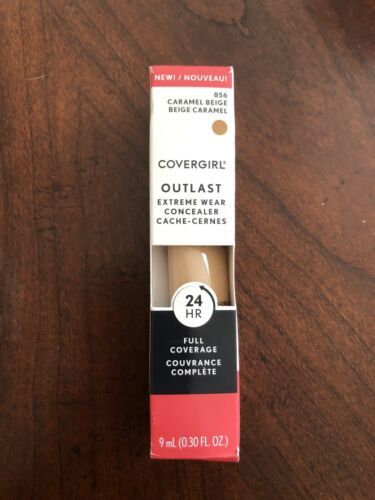 NEW! / NOUVEAU!
856
CARAMEL BEIGE
BEIGE CARAMEL
COVERGIRL®
OUTLAST
EXTREME WEAR
CONCEALER
CACHE-CERNES
24
HR
FULL
COVERAGE
COUVRANCE
COMPLÈTE
9 mL (0.30 FL. OZ.)